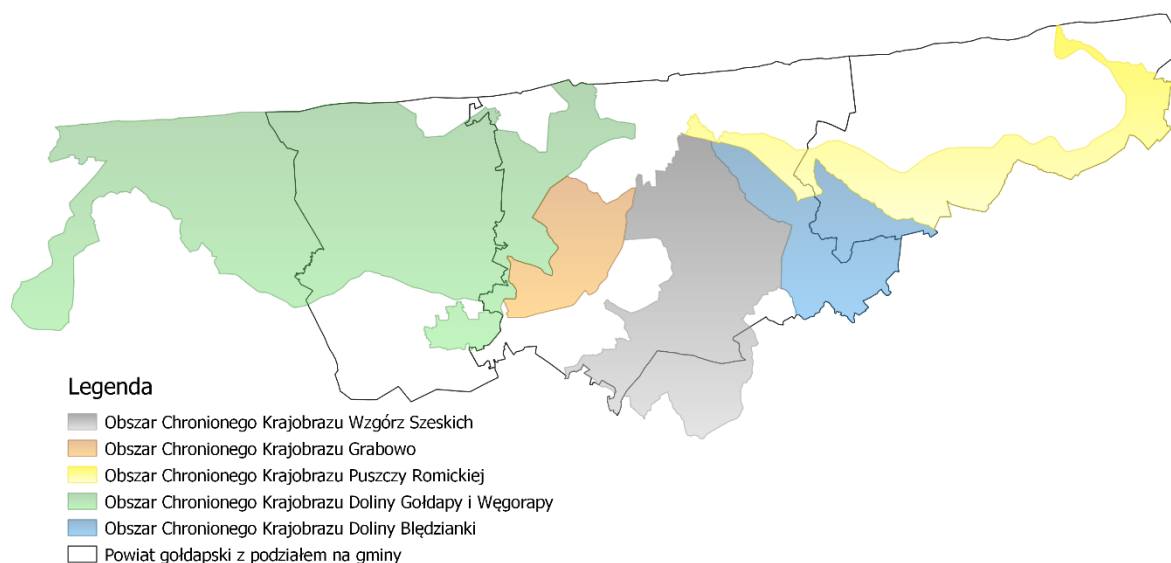 Legenda
Obszar Chronionego Krajobrazu Wzgórz Szeskich
Obszar Chronionego Krajobrazu Grabowo
Obszar Chronionego Krajobrazu Puszczy Romickiej
Obszar Chronionego Krajobrazu Doliny Gołdapy i Węgorapy
Obszar Chronionego Krajobrazu Doliny Błędzianki
Powiat gołdapski z podziałem na gminy